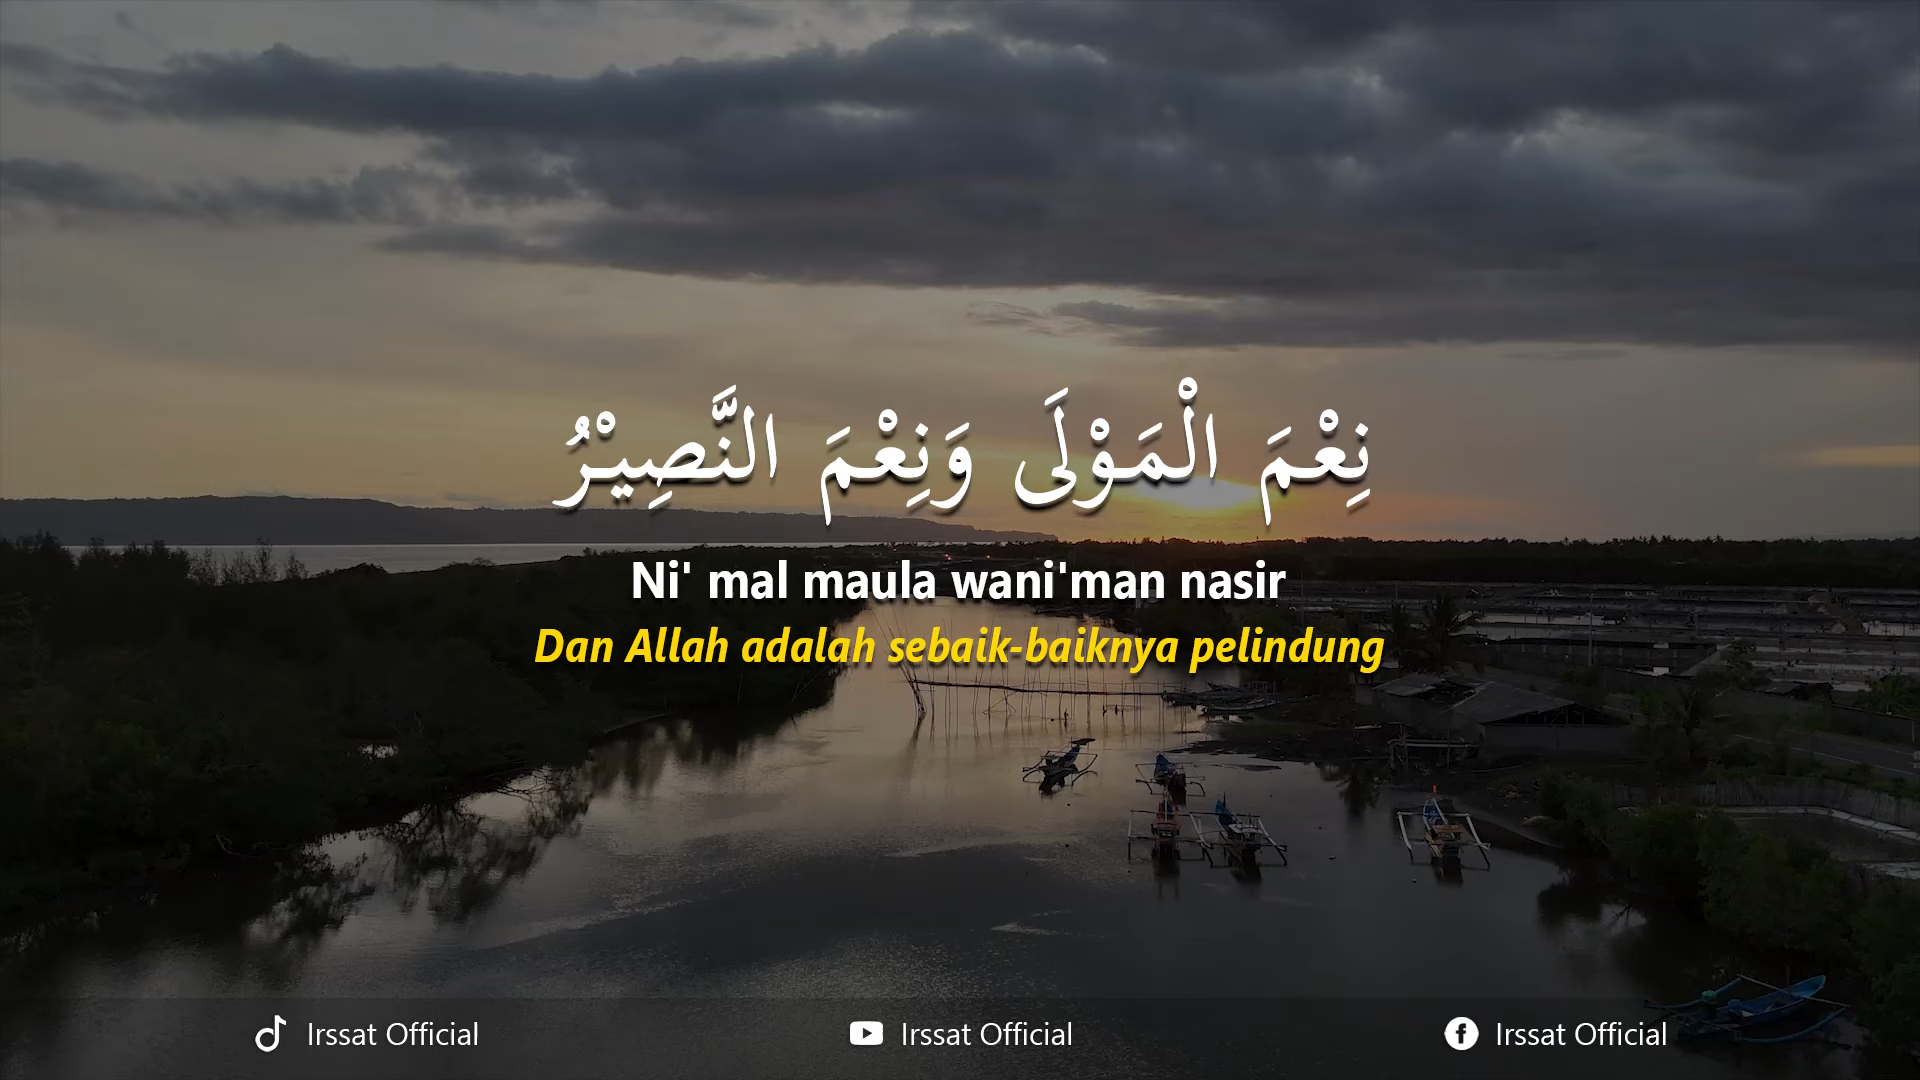 نِعْمَ الْمَوْلَى وَنِعْمَ النَّصِيْرُ
Ni' mal maula wani'man nasir
Dan Allah adalah sebaik-baiknya pelindung
Irssat Official Irssat Official Irssat Official